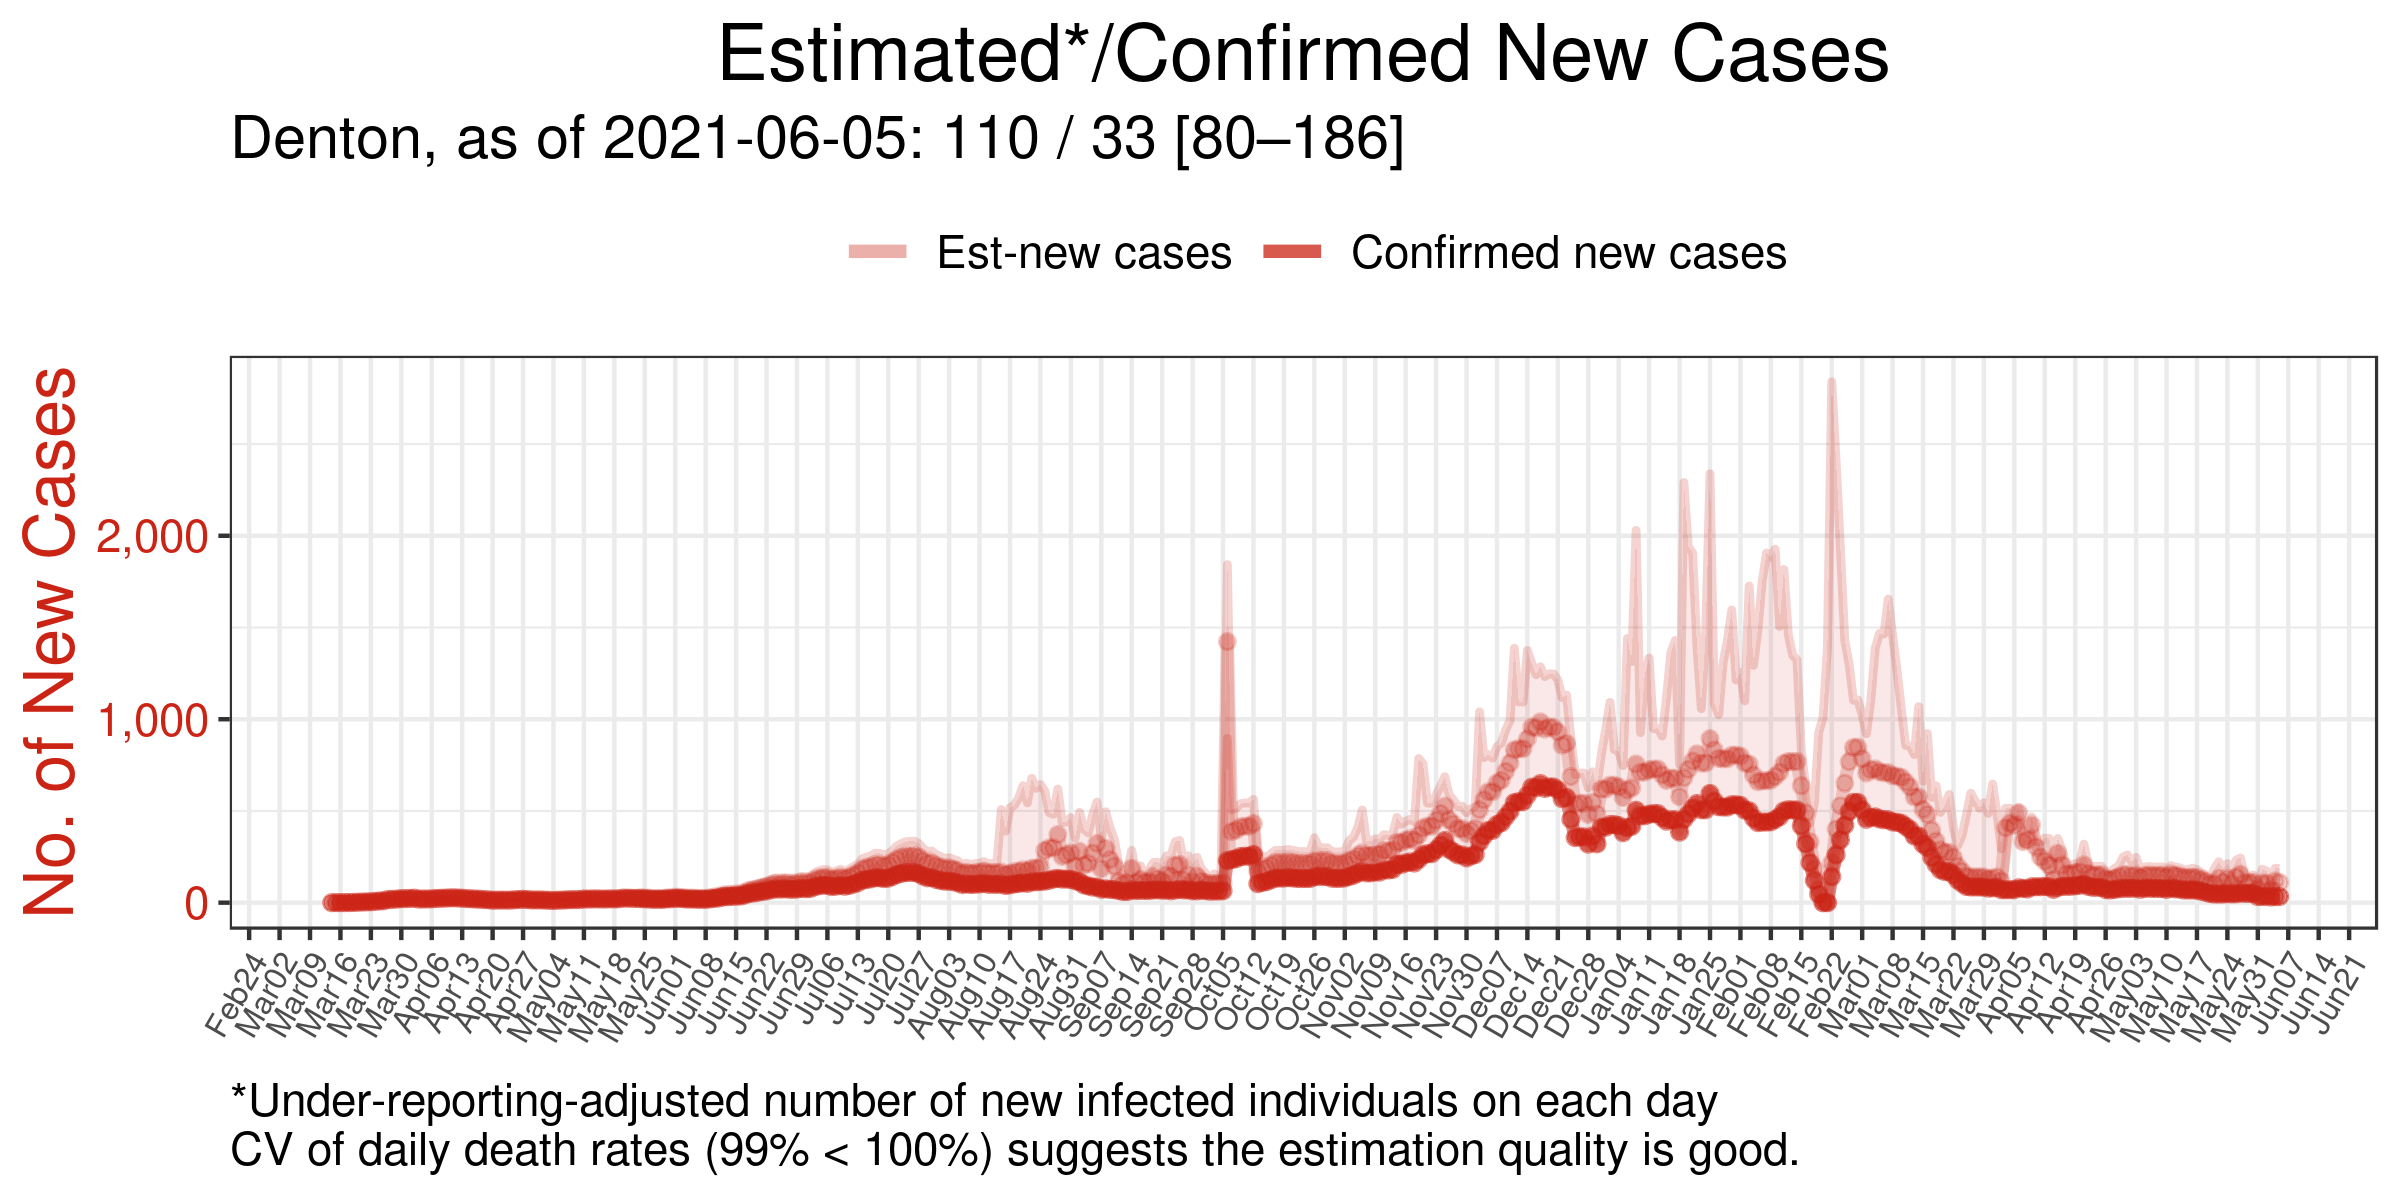 Estimated*/Confirmed New Cases
Denton, as of 2021-06-05: 110 / 33 [80–186]
Est-new cases
Confirmed new cases
No. of New Cases
2,000
1,000
0
Feb24
Mar02
Mar09
Mar16
Mar23
Mar30
Apr06
Apr13
Apr20
Apr27
May04
May11
May18
May25
Jun01
Jun08
Jun15
Jun22
Jun29
Jul06
Jul13
Jul20
Jul27
Aug03
Aug10
Aug17
Aug24
Aug31
Sep07
Sep14
Sep21
Sep28
Oct05
Oct12
Oct19
Oct26
Nov02
Nov09
Nov16
Nov23
Nov30
Dec07
Dec14
Dec21
Dec28
Jan04
Jan11
Jan18
Jan25
Feb01
Feb08
Feb15
Feb22
Mar01
Mar08
Mar15
Mar22
Mar29
Apr05
Apr12
Apr19
Apr26
May03
May10
May17
May24
May31
Jun07
Jun14
Jun21
*Under-reporting-adjusted number of new infected individuals on each day
CV of daily death rates (99% < 100%) suggests the estimation quality is good.